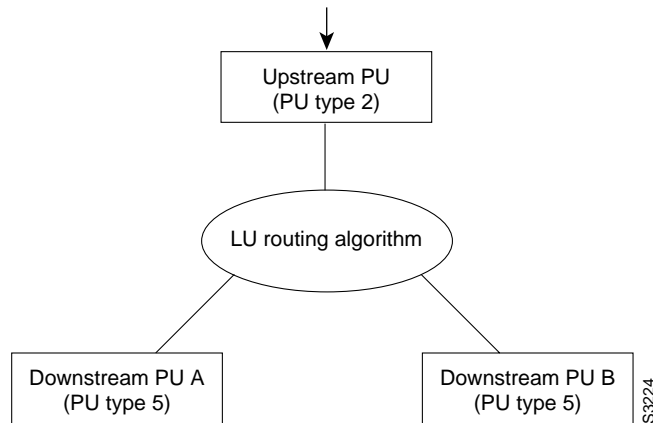 Upstream PU
(PU type 2)
LU routing algorithm
Downstream PU A
(PU type 5)
Downstream PU B
(PU type 5)
S3224